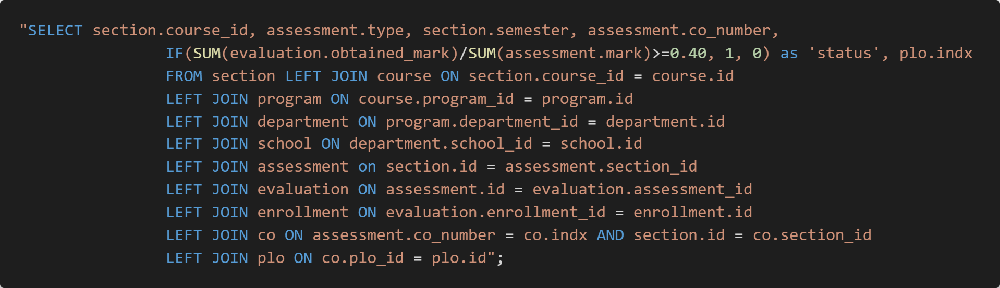 "SELECT section.course_id, assessment.type, section.semester, assessment.co_number,
IF(SUM(evaluation.obtained_mark)/SUM(assessment.mark)>=0.40, 1, 0) as 'status', plo.indx
FROM section LEFT JOIN course ON section.course_id = course.id
LEFT JOIN program ON course.program_id = program.id
LEFT JOIN department ON program.department_id = department.id
LEFT JOIN school ON department.school_id = school.id
LEFT JOIN assessment on section.id = assessment.section_id
LEFT JOIN evaluation ON assessment.id = evaluation.assessment_id
LEFT JOIN enrollment ON evaluation.enrollment_id = enrollment.id
LEFT JOIN co ON assessment.co_number = co.indx AND section.id = co.section_id
LEFT JOIN plo ON co.plo_id = plo.id";